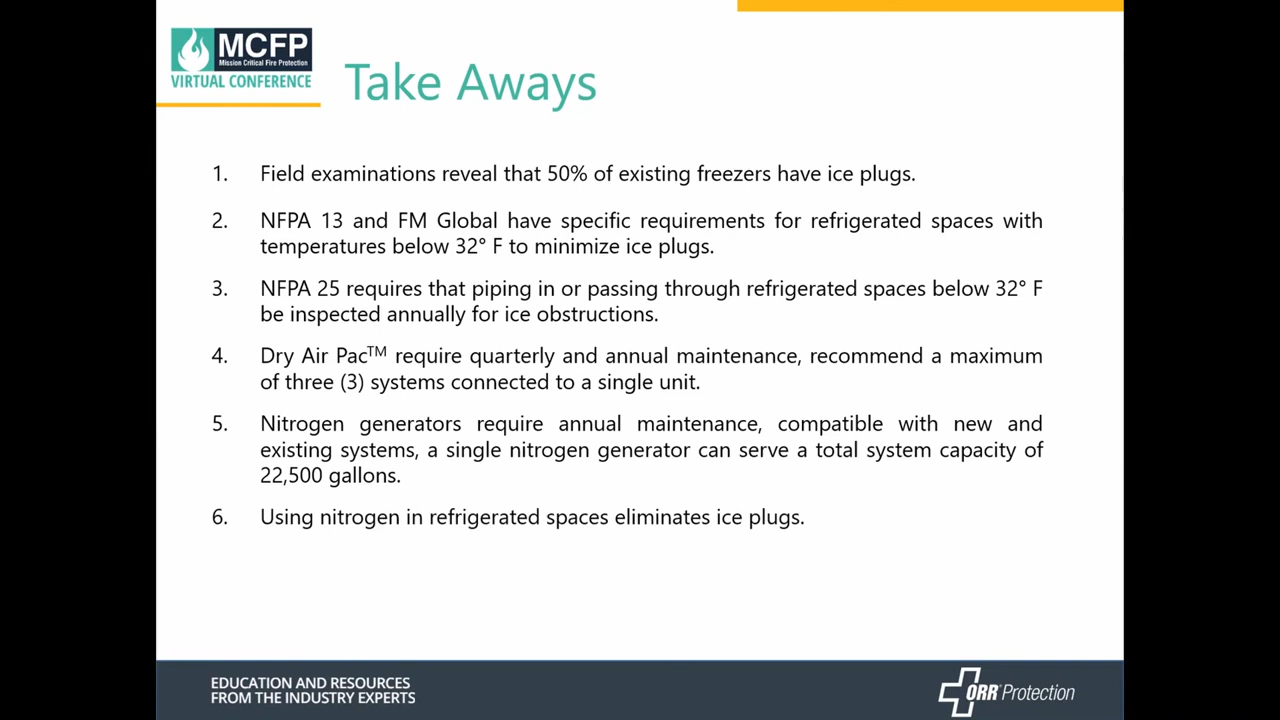 MCFP
Mission Critical Fire Protection
VIRTUAL CONFERENCE
Take Aways
1. Field examinations reveal that 50% of existing freezers have ice plugs.
2. NFPA 13 and FM Global have specific requirements for refrigerated spaces with
temperatures below 32° F to minimize ice plugs.
3. NFPA 25 requires that piping in or passing through refrigerated spaces below 32° F
be inspected annually for ice obstructions.
4. Dry Air Pac™ require quarterly and annual maintenance, recommend a maximum
of three (3) systems connected to a single unit.
5. Nitrogen generators require annual maintenance, compatible with new and
existing systems, a single nitrogen generator can serve a total system capacity of
22,500 gallons.
6. Using nitrogen in refrigerated spaces eliminates ice plugs.
EDUCATION AND RESOURCES
FROM THE INDUSTRY EXPERTS
ORR® Protection